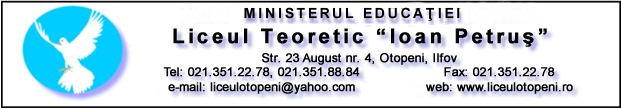 MINISTERUL EDUCAŢIEI
Liceul Teoretic “Ioan Petruş”
Str. 23 August nr. 4, Otopeni, Ilfov
Tel: 021.351.22.78, 021.351.88.84 Fax: 021.351.22.78
e-mail: liceulotopeni@yahoo.com web: www.liceulotopeni.ro